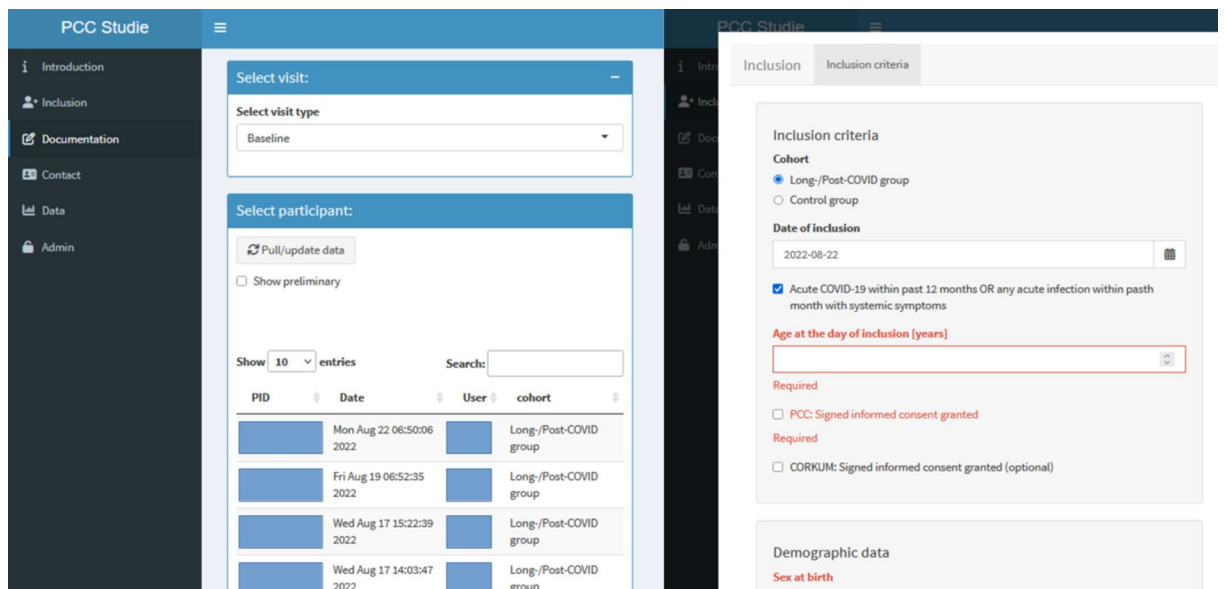 PCC Studie
Introduction
Inclusion
Documentation
Contact
Data
Admin
Select visit:
Select visit type
Baseline
Select participant:
Pull/update data
Show preliminary
Show 10 entries
Search:
PID Date User cohort
Mon Aug 22 06:50:06
2022
Long-/Post-COVID
group
Fri Aug 19 06:52:35
2022
Long-/Post-COVID
group
Wed Aug 17 15:22:39
2022
Long-/Post-COVID
group
Wed Aug 17 14:03:47
2022
Long-/Post-COVID
group
PCC Studie
Intro
Inclu
Doc
Con
Data
Adm
Inclusion Inclusion criteria
Inclusion criteria
Cohort
Long-/Post-COVID group
Control group
Date of inclusion
2022-08-22
Acute COVID-19 within past 12 months OR any acute infection within pasth
month with systemic symptoms
Age at the day of inclusion [years]
Required
PCC: Signed informed consent granted
Required
CORKUM: Signed informed consent granted (optional)
Demographic data
Sex at birth